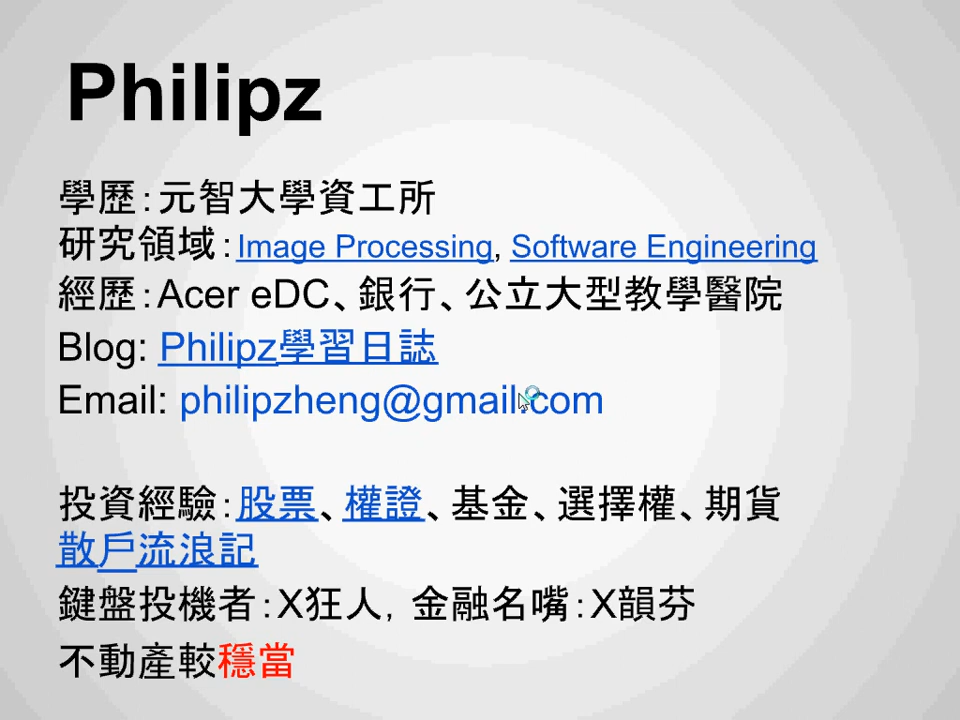 Philipz
學歷：元智大學資工所
研究領域：Image Processing, Software Engineering
經歷：Acer eDC、銀行、公立大型教學醫院
Blog: Philipz學習日誌
Email: philipzheng@gmail.com
投資經驗：股票、權證、基金、選擇權、期貨
散戶流浪記
鍵盤投機者：X狂人，金融名嘴：X韻芬
不動產較穩當